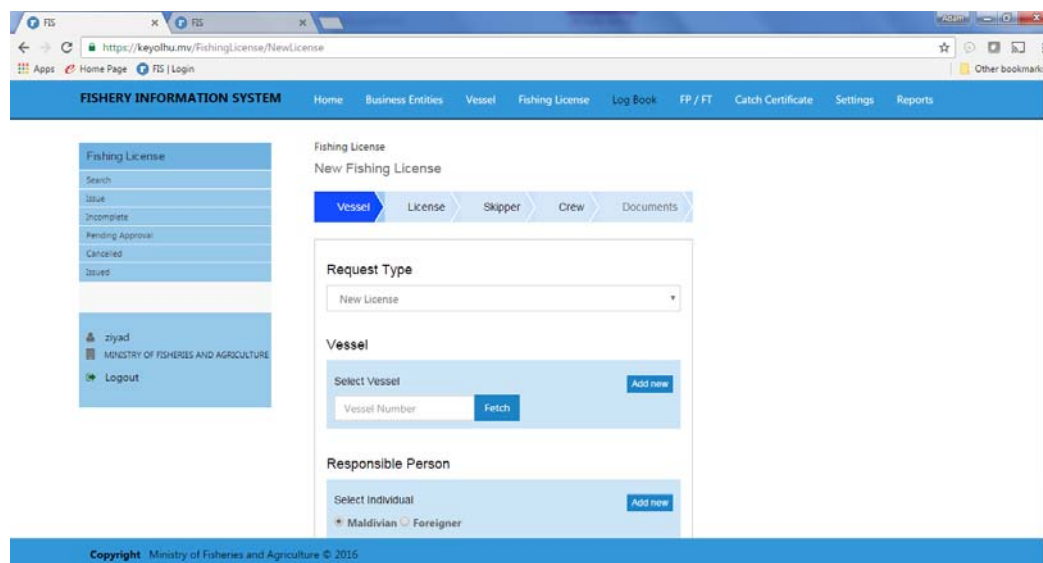 FIS
FIS
Adam
https://keyolhu.mv/FishingLicense/NewLicense
Apps Home Page FIS | Login Other bookmark
FISHERY INFORMATION SYSTEM Home Business Entities Vessel Fishing License Log Book FP / FT Catch Certificate Settings Reports
Fishing License
Search
Issue
Incomplete
Pending Approval
Cancelled
Issued
ziyad
MINISTRY OF FISHERIES AND AGRICULTURE
Logout
Fishing License
New Fishing License
Vessel License Skipper Crew Documents
Request Type
New License
Vessel
Select Vessel Add new
Vessel Number Fetch
Responsible Person
Select Individual Add new
Maldivian Foreigner
Copyright Ministry of Fisheries and Agriculture © 2016